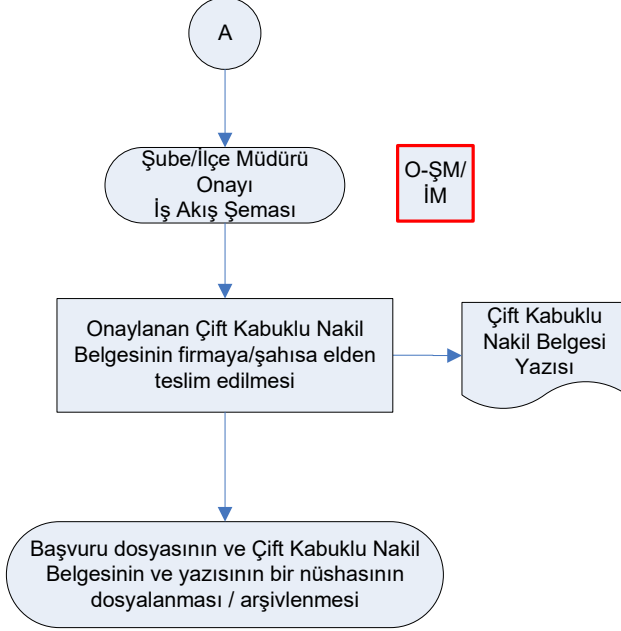 A
Şube/İlçe Müdürü
Onayı
İş Akış Şeması
O-ŞM/
İM
Onaylanan Çift Kabuklu Nakil
Belgesinin firmaya/şahısa elden
teslim edilmesi
Çift Kabuklu
Nakil Belgesi
Yazısı
Başvuru dosyasının ve Çift Kabuklu Nakil
Belgesinin ve yazısının bir nüshasının
dosyalanması / arşivlenmesi